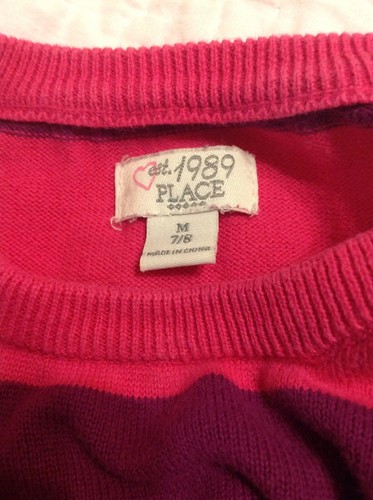 est. 1989
PLACE
M
7/8
MADE IN CHINA